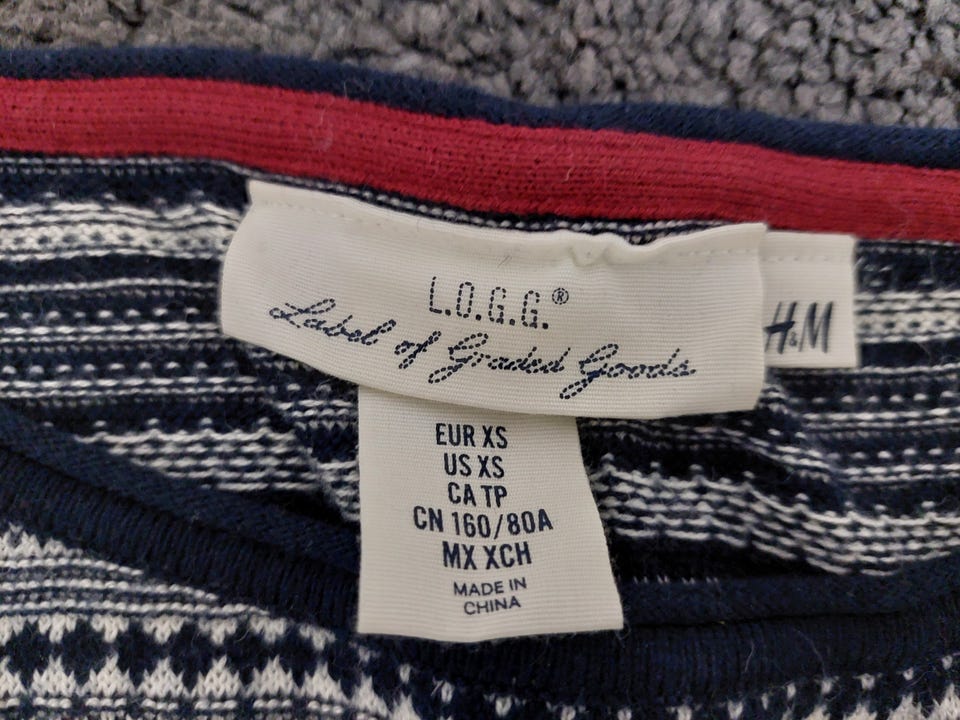 L.O.G.G.®
Label of Graded Goods
H&M
EUR XS
US XS
CA TP
CN 160/80A
MX XCH
MADE IN
CHINA